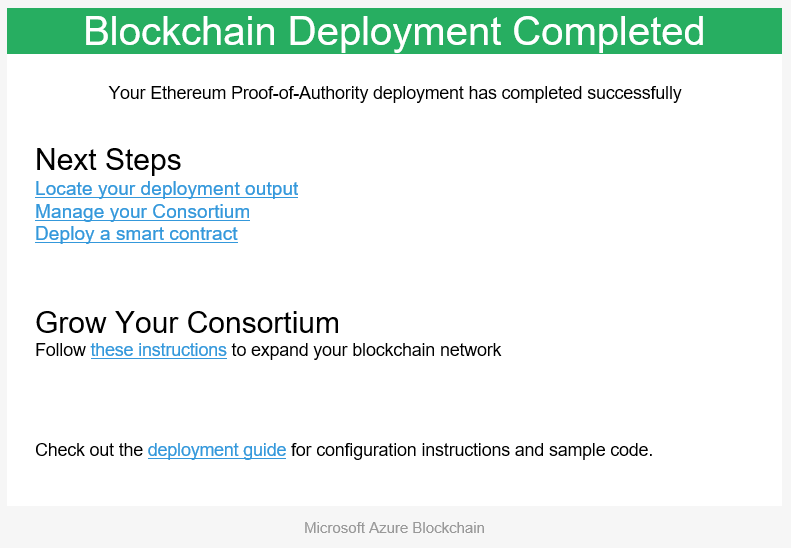 Blockchain Deployment Completed
Your Ethereum Proof-of-Authority deployment has completed successfully
Next Steps
Locate your deployment output
Manage your Consortium
Deploy a smart contract
Grow Your Consortium
Follow these instructions to expand your blockchain network
Check out the deployment guide for configuration instructions and sample code.
Microsoft Azure Blockchain